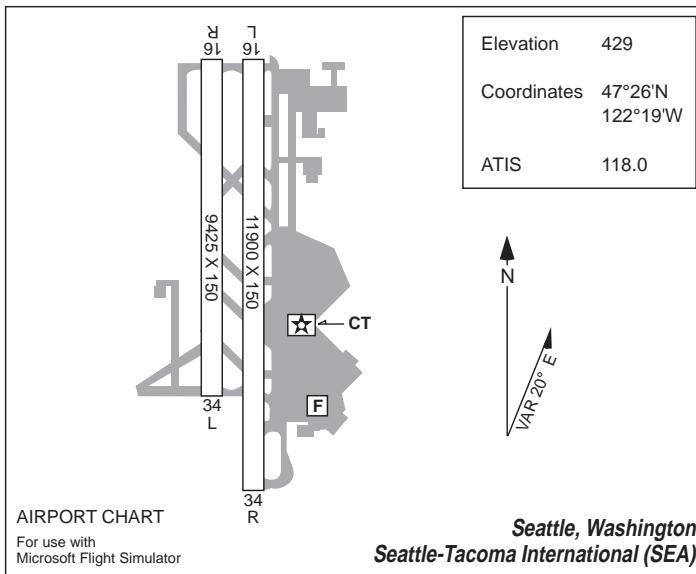 R L
16 16
Elevation 429
Coordinates 47°26'N
122°19'W
ATIS 118.0
9425 X 150
11900 X 150
N
VAR 20° E
CT
F
34
L
34
R
AIRPORT CHART
For use with
Microsoft Flight Simulator
Seattle, Washington
Seattle-Tacoma International (SEA)